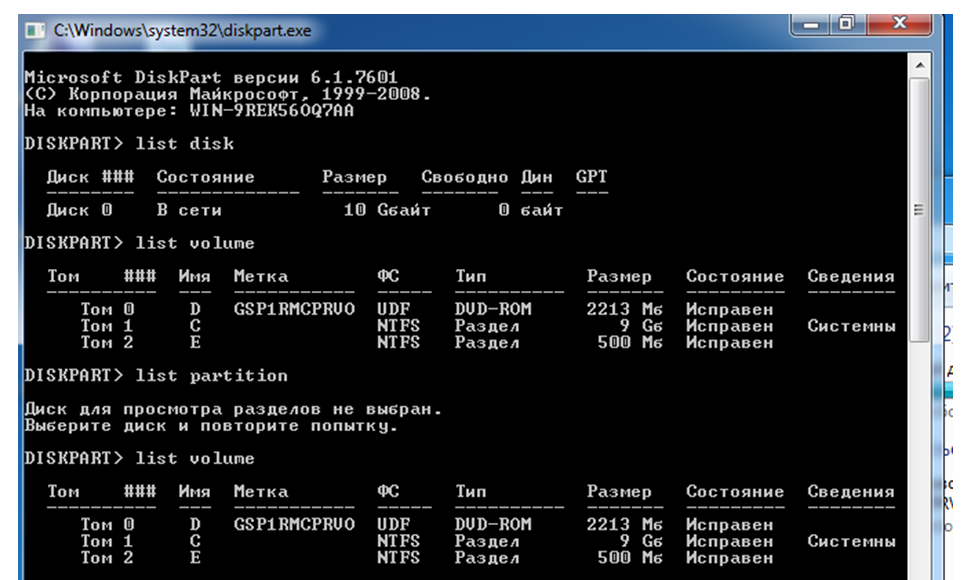 C:\Windows\system32\diskpart.exe
Microsoft DiskPart версии 6.1.7601
(C) Корпорация Майкрософт, 1999-2008.
На компьютере: WIN-9REK56OQ7AA
DISKPART> list disk
Диск ### Состояние Размер Свободно Дин GPT
Диск 0 В сети 10 Gбайт 0 байт
DISKPART> list volume
Том ### Имя Метка ФС Тип Размер Состояние Сведения
Том 0 D GSP1RMCPRVO UDF DVD-ROM 2213 Mб Исправен
Том 1 C NTFS Раздел 9 Gб Исправен Системны
Том 2 E NTFS Раздел 500 Mб Исправен
DISKPART> list partition
Диск для просмотра разделов не выбран.
Выберите диск и повторите попытку.
DISKPART> list volume
Том ### Имя Метка ФС Тип Размер Состояние Сведения
Том 0 D GSP1RMCPRVO UDF DVD-ROM 2213 Mб Исправен
Том 1 C NTFS Раздел 9 Gб Исправен Системны
Том 2 E NTFS Раздел 500 Mб Исправен